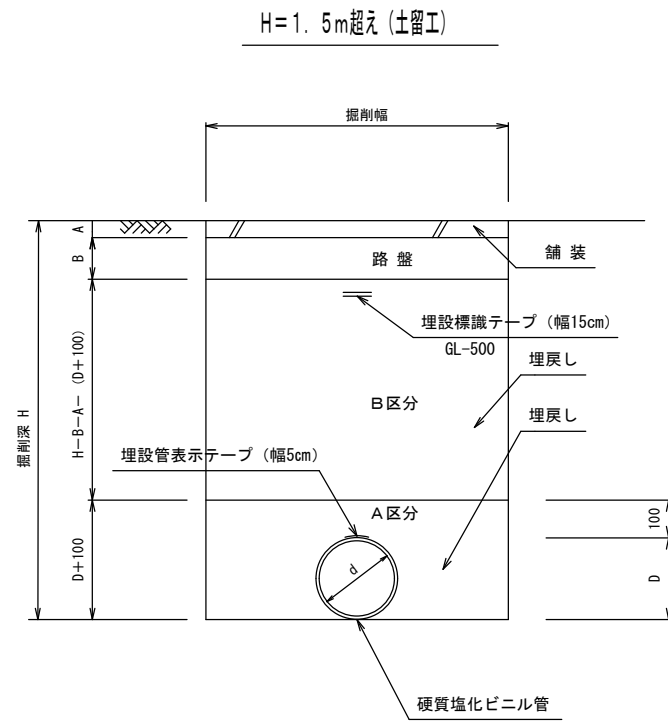 H=1.5m超え（土留工）
掘削幅
A
舗装
B
路盤
埋設標識テープ（幅15cm）
GL-500
埋戻し
掘削深 H
H-B-A-（D+100）
B区分
埋戻し
埋設管表示テープ（幅5cm）
A区分
100
D+100
d
D
硬質塩化ビニル管